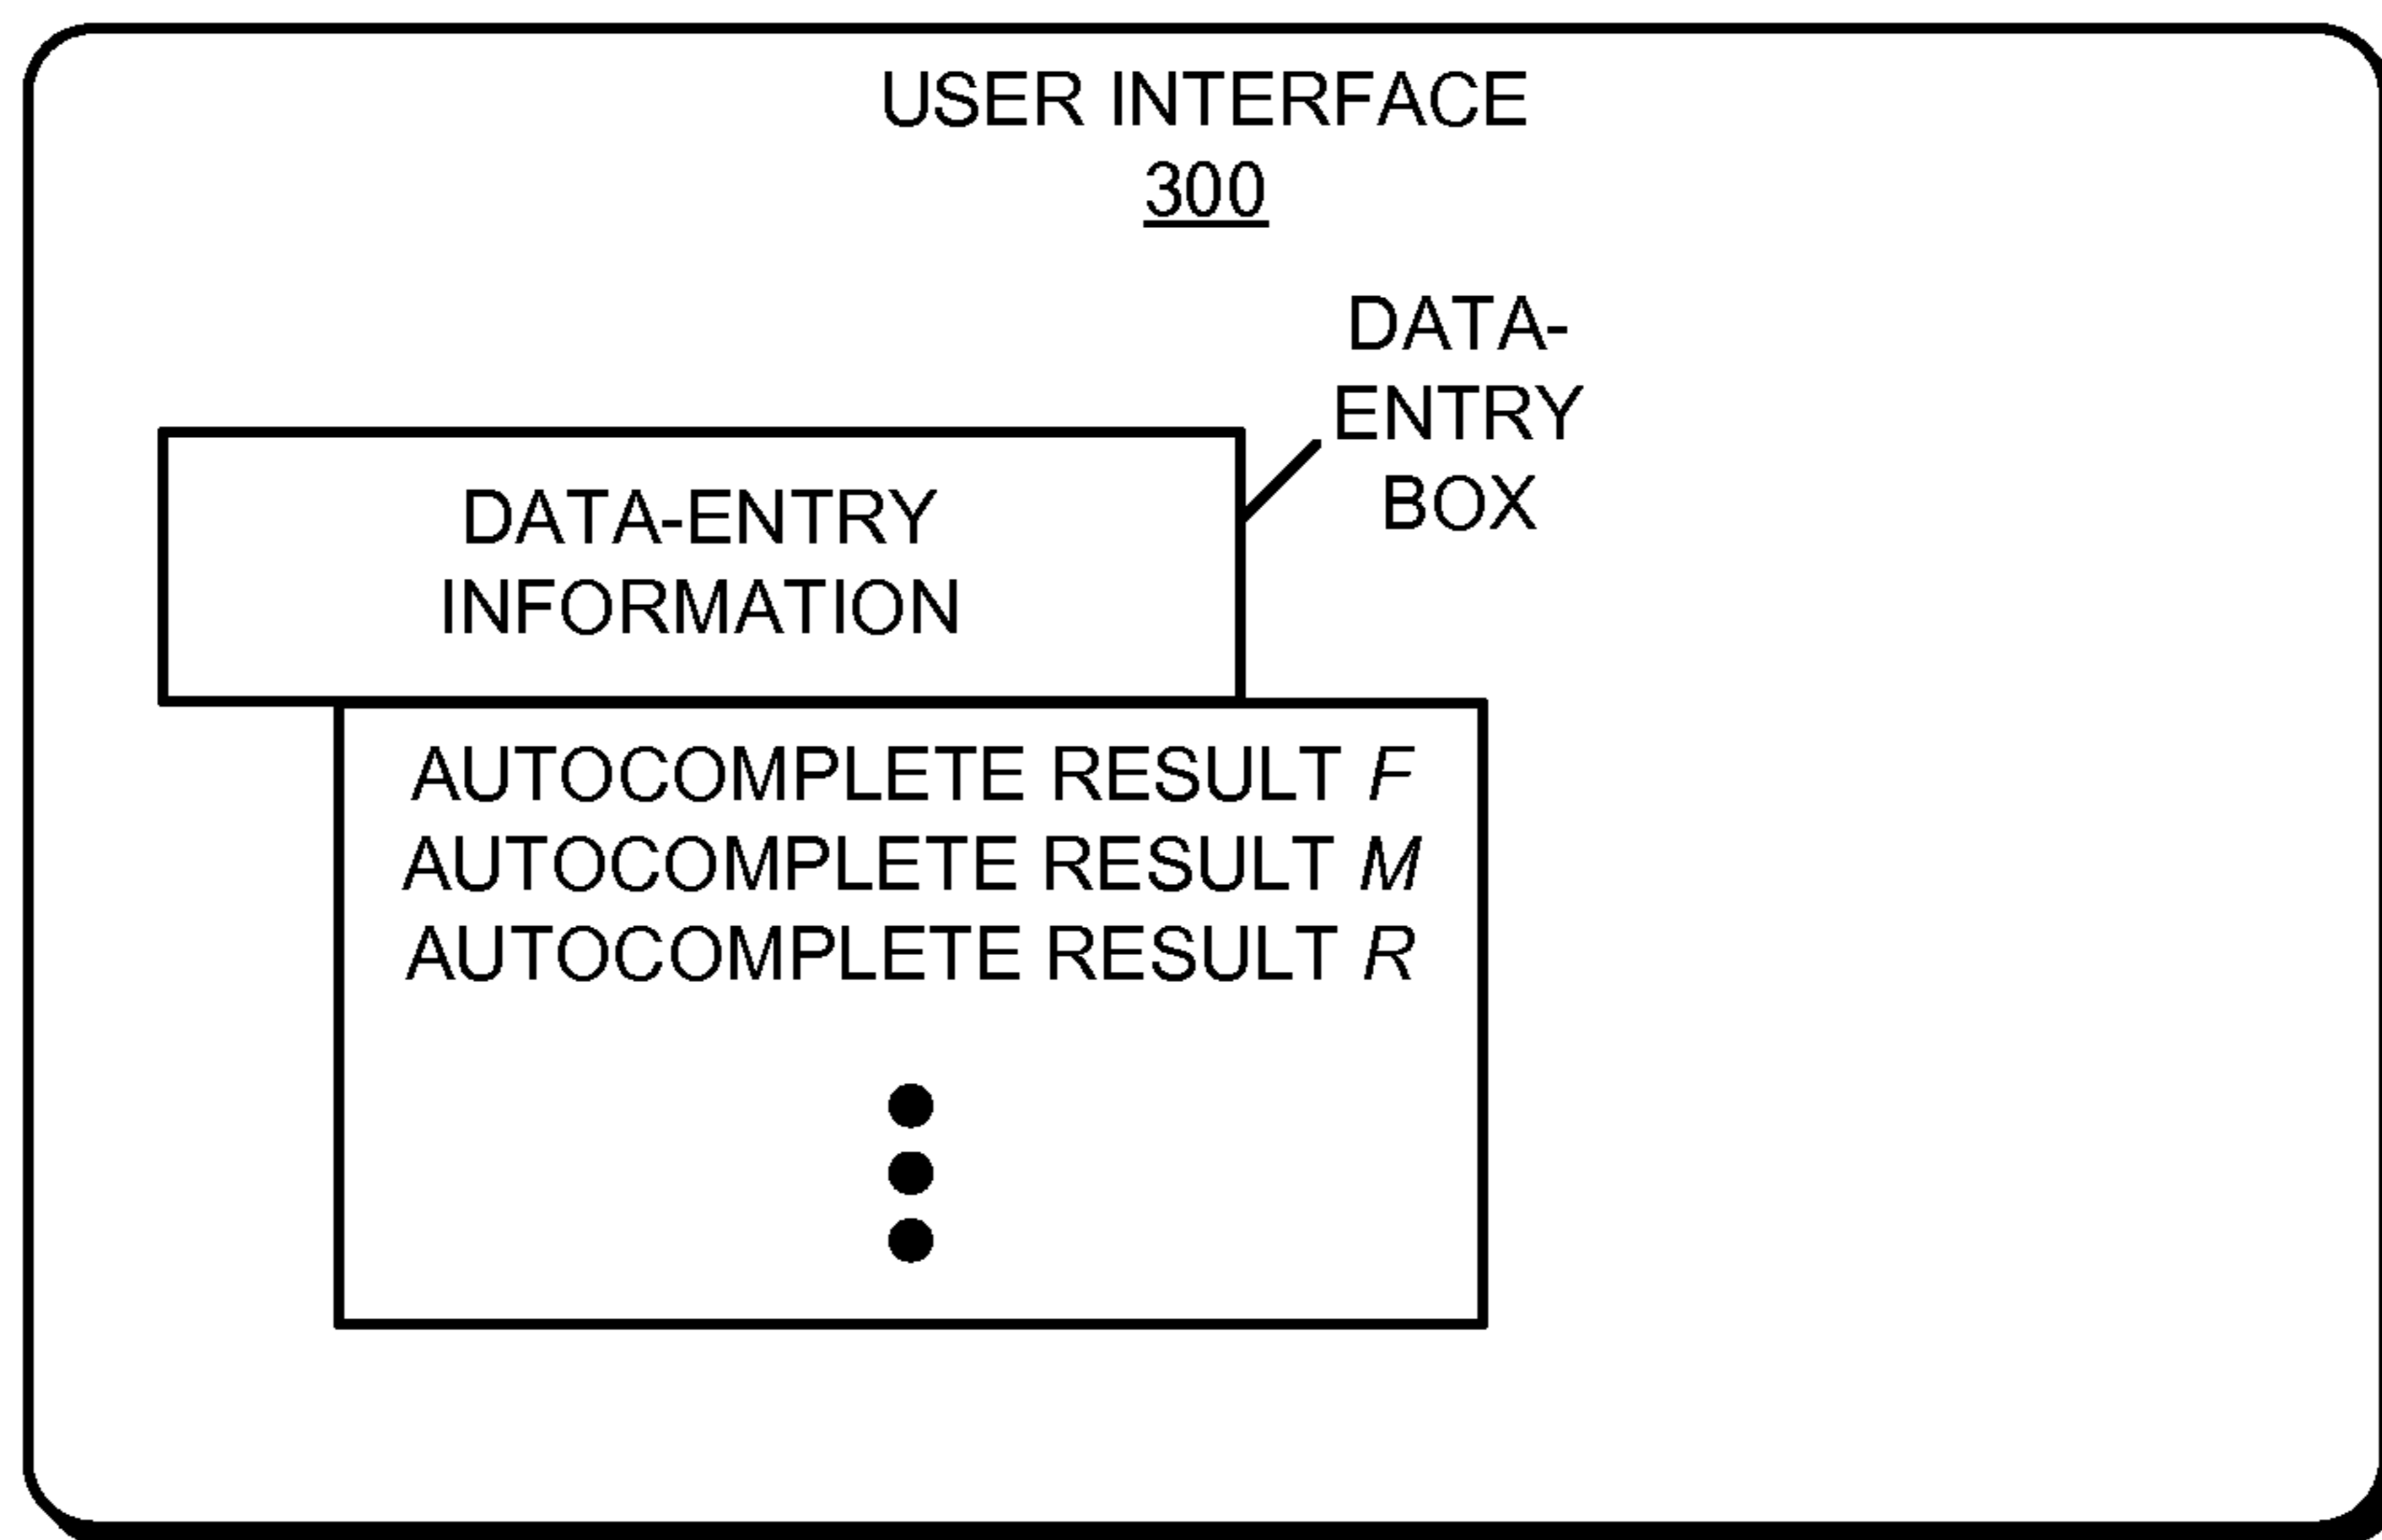 USER INTERFACE
300
DATA-
ENTRY
BOX
DATA-ENTRY
INFORMATION
AUTOCOMPLETE RESULT F
AUTOCOMPLETE RESULT M
AUTOCOMPLETE RESULT R